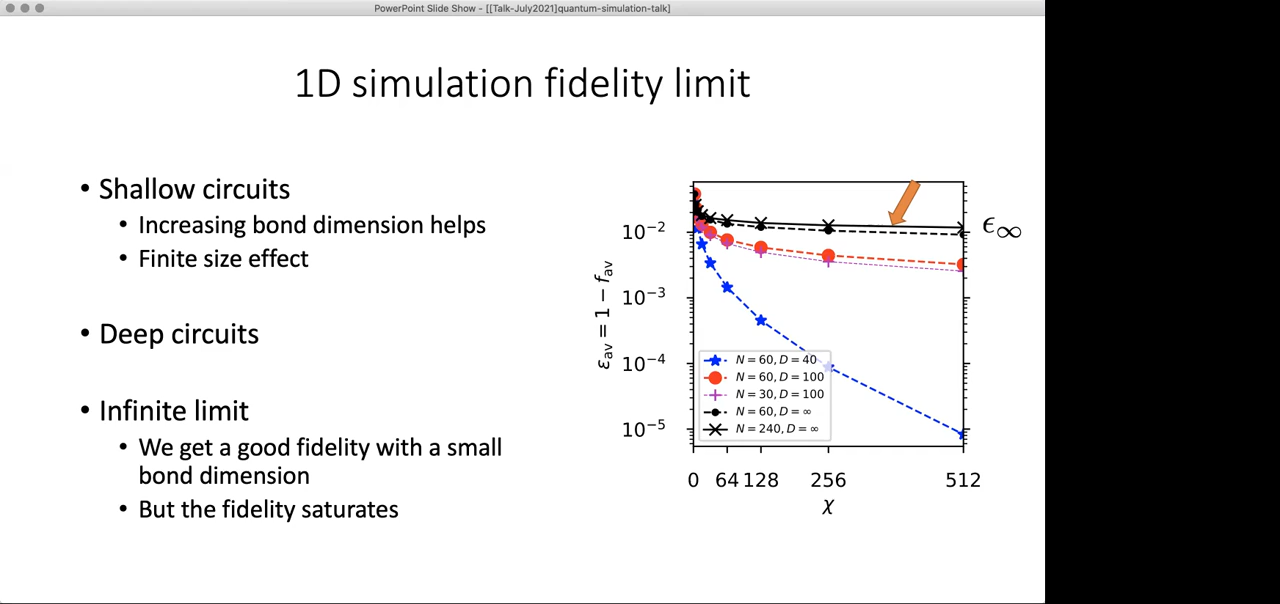 PowerPoint Slide Show - [[Talk-July2021]quantum-simulation-talk]
1D simulation fidelity limit
• Shallow circuits
• Increasing bond dimension helps
• Finite size effect
• Deep circuits
• Infinite limit
• We get a good fidelity with a small
bond dimension
• But the fidelity saturates
ε_av = 1 − f_av
10⁻²
10⁻³
10⁻⁴
10⁻⁵
N = 60, D = 40
N = 60, D = 100
N = 30, D = 100
N = 60, D = ∞
N = 240, D = ∞
0 64 128 256 512
χ
ϵ_∞